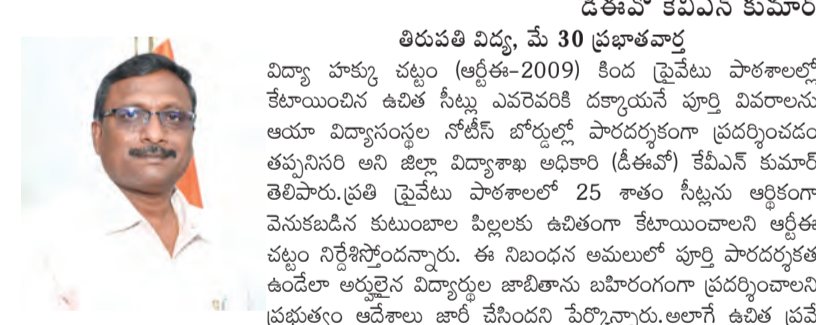 డీఈవో కేవీఎన్ కుమార్
తిరుపతి విద్య, మే 30 ప్రభాతవార్త
విద్యా హక్కు చట్టం (ఆర్టీఈ-2009) కింద ప్రైవేటు పాఠశాలల్లో
కేటాయించిన ఉచిత సీట్లు ఎవరెవరికి దక్కాయనే పూర్తి వివరాలను
ఆయా విద్యాసంస్థల నోటీస్ బోర్డుల్లో పారదర్శకంగా ప్రదర్శించడం
తప్పనిసరి అని జిల్లా విద్యాశాఖ అధికారి (డీఈవో) కేవీఎన్ కుమార్
తెలిపారు.ప్రతి ప్రైవేటు పాఠశాలలో 25 శాతం సీట్లను ఆర్థికంగా
వెనుకబడిన కుటుంబాల పిల్లలకు ఉచితంగా కేటాయించాలని ఆర్టీఈ
చట్టం నిర్దేశిస్తోందన్నారు. ఈ నిబంధన అమలులో పూర్తి పారదర్శకత
ఉండేలా అర్హులైన విద్యార్థుల జాబితాను బహిరంగంగా ప్రదర్శించాలని
ప్రభుత్వం ఆదేశాలు జారీ చేసిందని పేర్కొన్నారు.అలాగే ఉచిత ప్రవే